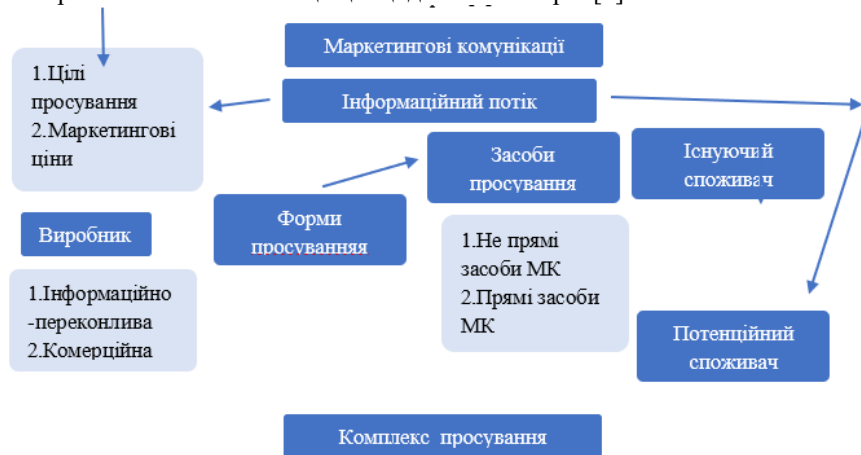 Маркетингові комунікації
1.Цілі
просування
2.Маркетингові
ціни
Інформаційний потік
Засоби
просування
Існуючий
споживач
Форми
просуванняя
Виробник
1.Не прямі
засоби МК
2.Прямі засоби
МК
1.Інформаційно
-переконлива
2.Комерційна
Потенційний
споживач
Комплекс просування